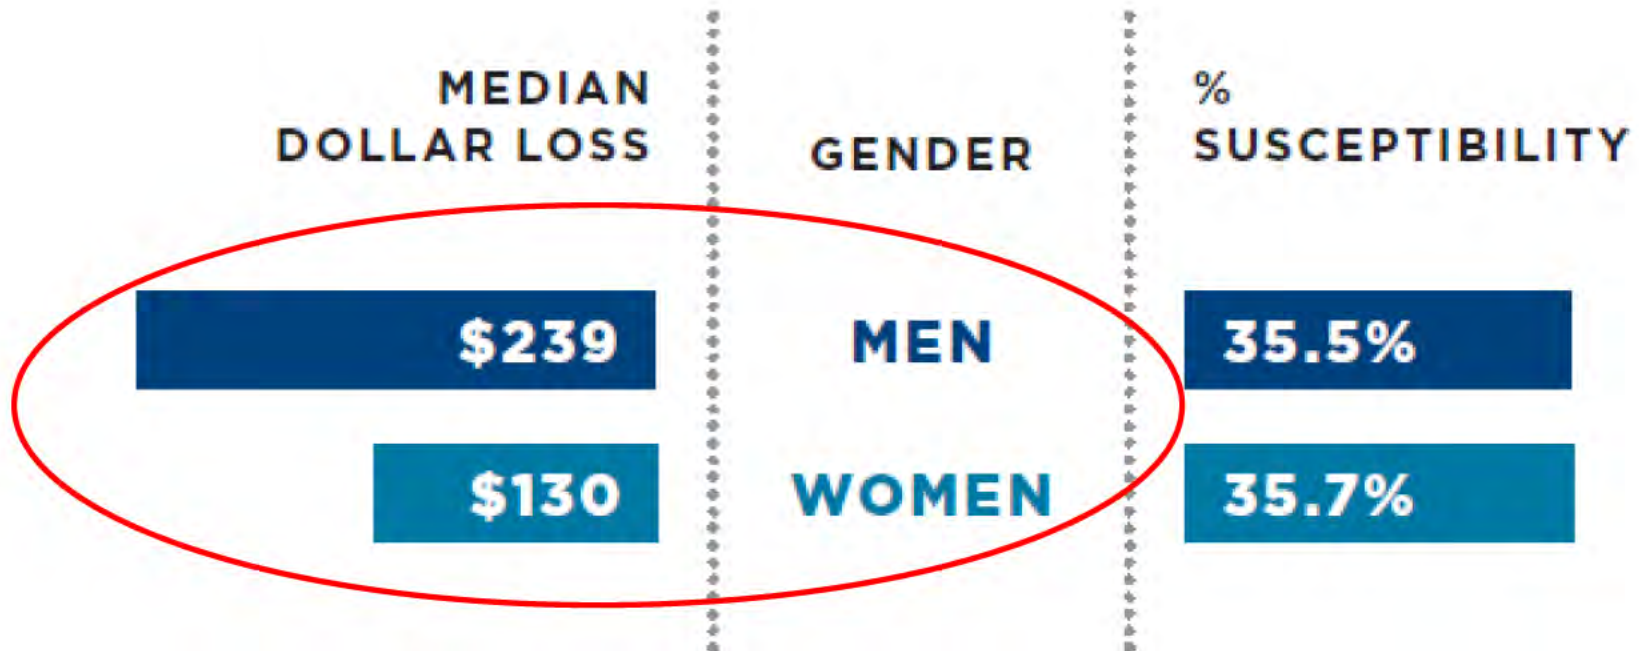 MEDIAN
DOLLAR LOSS
GENDER
%
SUSCEPTIBILITY
$239
MEN
35.5%
$130
WOMEN
35.7%